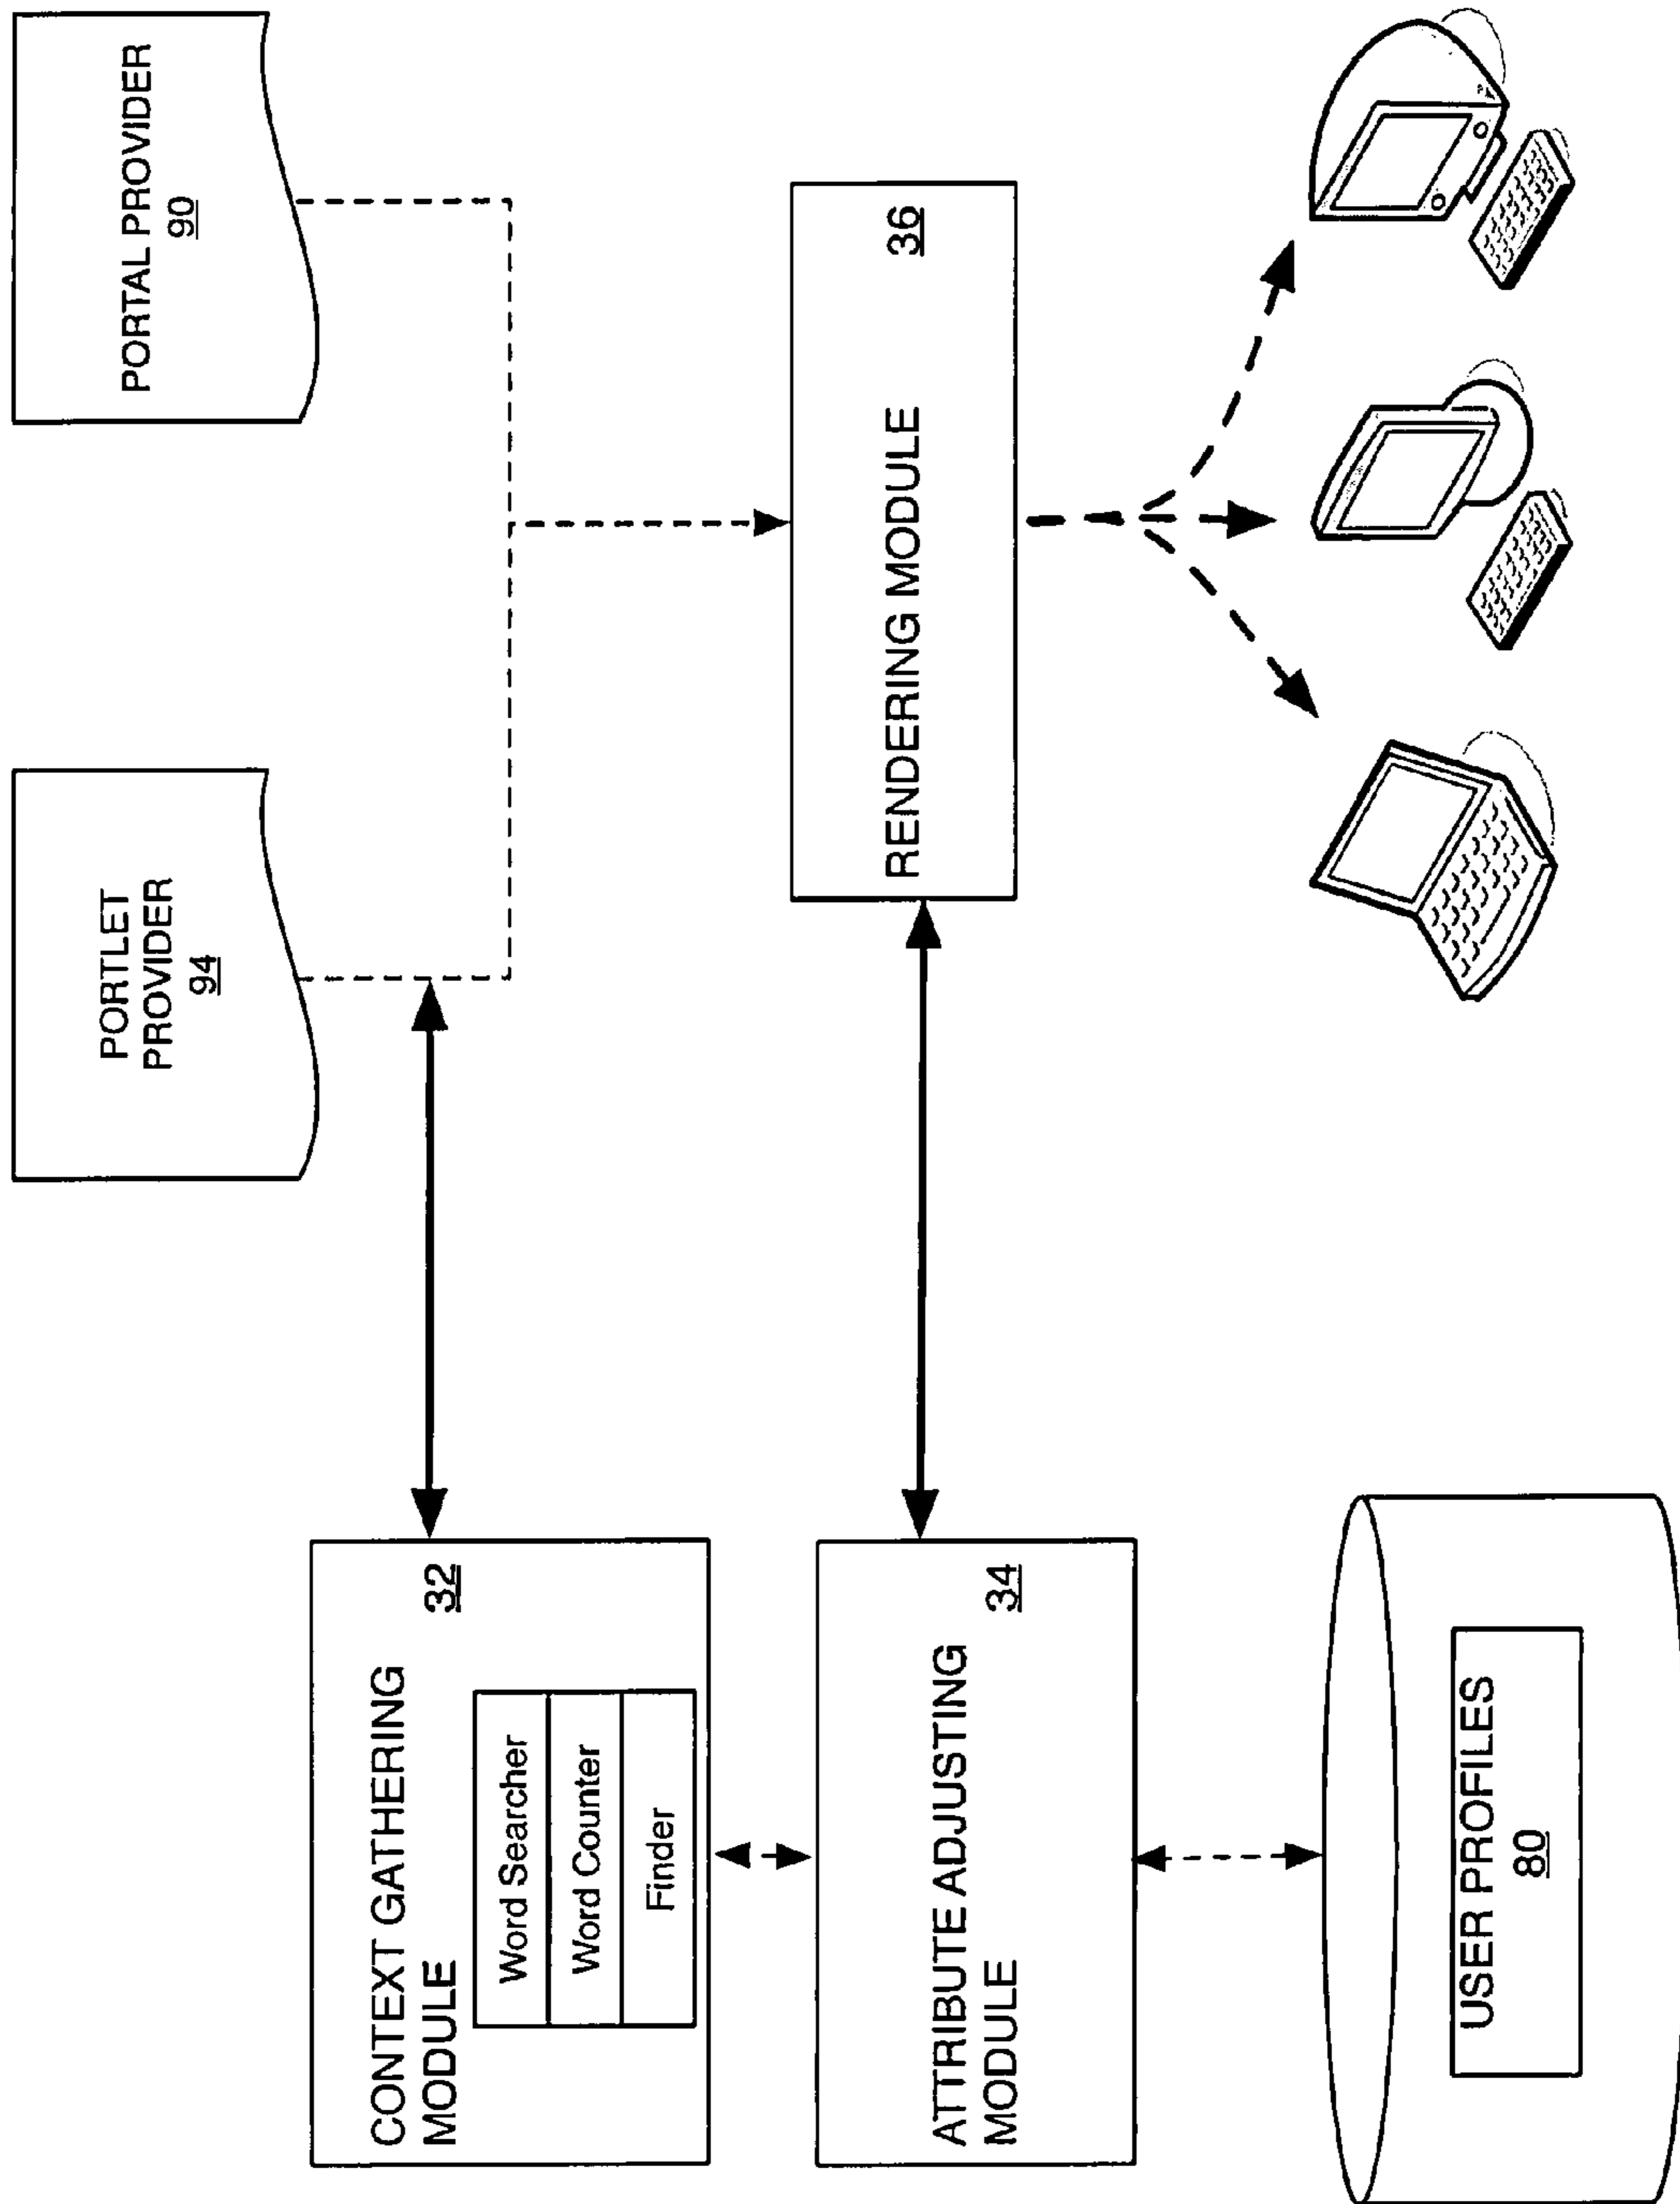 CONTEXT GATHERING
MODULE
32
Word Searcher
Word Counter
Finder
ATTRIBUTE ADJUSTING
MODULE
34
USER PROFILES
80
PORTLET
PROVIDER
94
PORTAL PROVIDER
90
RENDERING MODULE
36